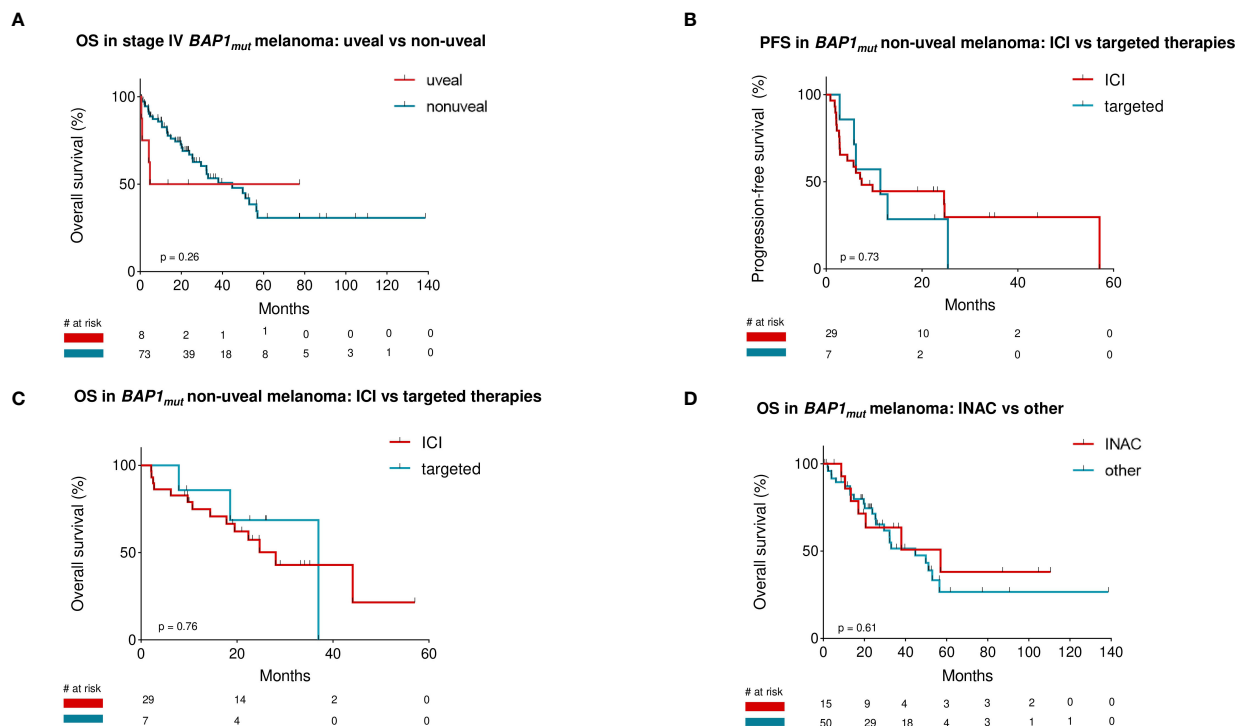 A
OS in stage IV BAP1mut melanoma: uveal vs non-uveal
uveal
nonuveal
Overall survival (%)
100
50
0
p = 0.26
0 20 40 60 80 100 120 140
Months
# at risk
8 2 1 1 0 0 0 0
73 39 18 8 5 3 1 0
B
PFS in BAP1mut non-uveal melanoma: ICI vs targeted therapies
ICI
targeted
Progression-free survival (%)
100
50
0
p = 0.73
0 20 40 60
Months
# at risk
29 10 2 0
7 2 0 0
C
OS in BAP1mut non-uveal melanoma: ICI vs targeted therapies
ICI
targeted
Overall survival (%)
100
50
0
p = 0.76
0 20 40 60
Months
# at risk
29 14 2 0
7 4 0 0
D
OS in BAP1mut melanoma: INAC vs other
INAC
other
Overall survival (%)
100
50
0
p = 0.61
0 20 40 60 80 100 120 140
Months
# at risk
15 9 4 3 3 2 0 0
50 29 18 4 3 1 1 0